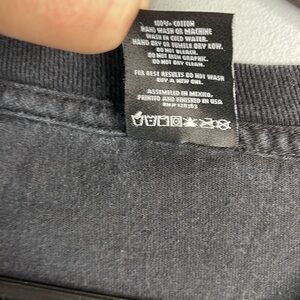 100% COTTON
HAND WASH OR MACHINE
WASH IN COLD WATER.
HANG DRY OR TUMBLE DRY LOW.
DO NOT BLEACH.
DO NOT IRON GRAPHIC.
DO NOT DRY CLEAN.
FOR BEST RESULTS DO NOT WASH
BUY A NEW ONE.
ASSEMBLED IN MEXICO.
PRINTED AND FINISHED IN USA